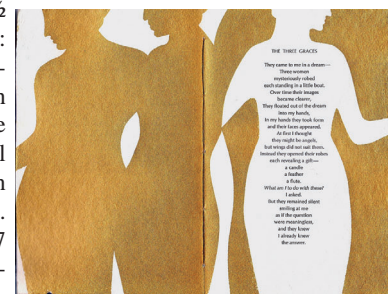 ½
:
-
n
e
l
n
.
7
-
THE THREE GRACES
They came to me in a dream—
Three women
mysteriously robed
each standing in a little boat.
Over time their images
became clearer,
They floated out of the dream
into my hands,
in my hands they took form
and their faces appeared.
At first I thought
they might be angels,
but wings did not suit them.
Instead they opened their robes
each revealing a gift—
a candle
a feather
a flute.
What am I to do with these?
I asked.
But they remained silent
smiling at me
as if the question
were meaningless,
and they knew
I already knew
the answer.